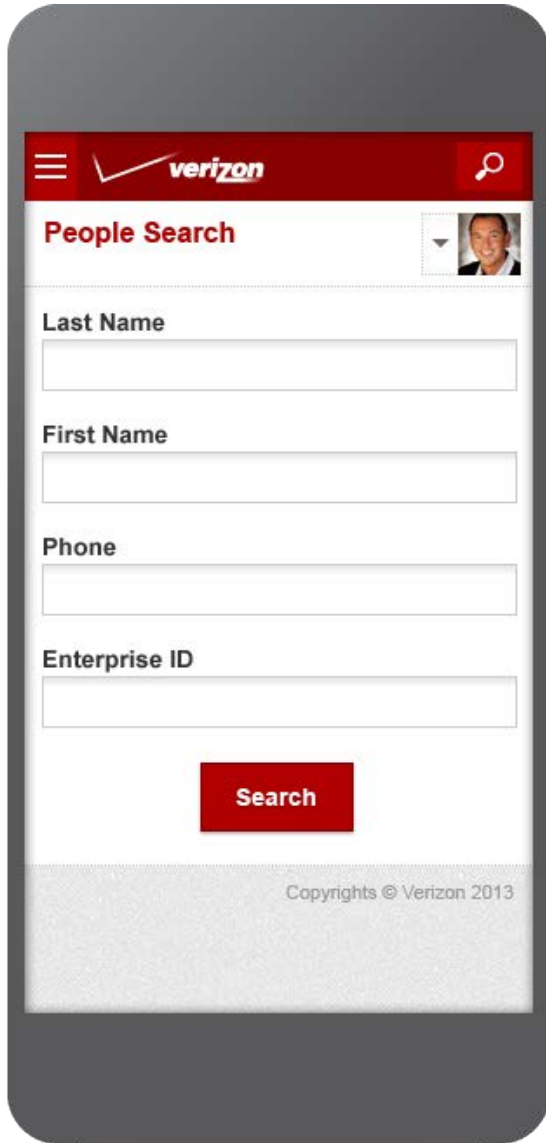 verizon
People Search
Last Name
First Name
Phone
Enterprise ID
Search
Copyrights © Verizon 2013